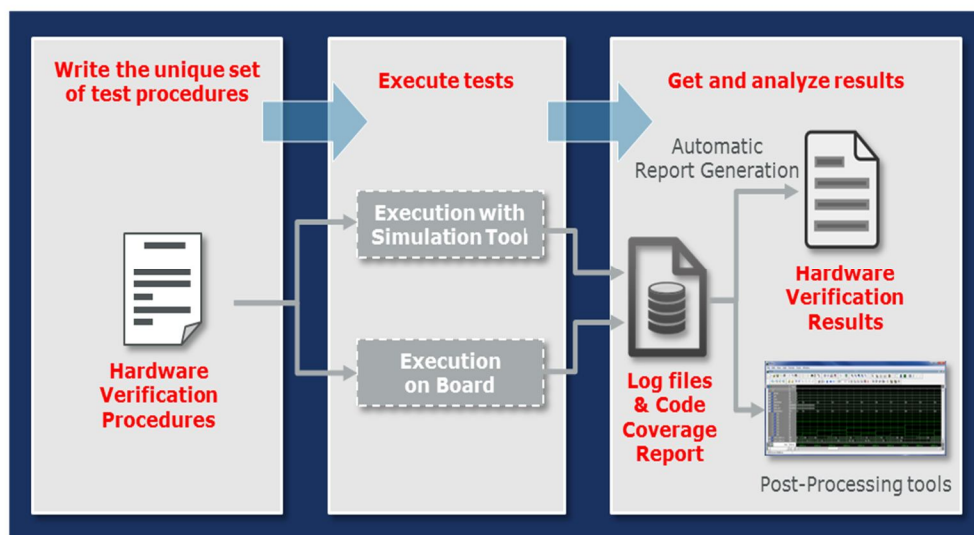 Write the unique set
of test procedures
Hardware
Verification
Procedures
Execute tests
Execution with
Simulation Tool
Execution
on Board
Get and analyze results
Automatic
Report Generation
Hardware
Verification
Results
Log files
& Code
Coverage
Report
Post-Processing tools